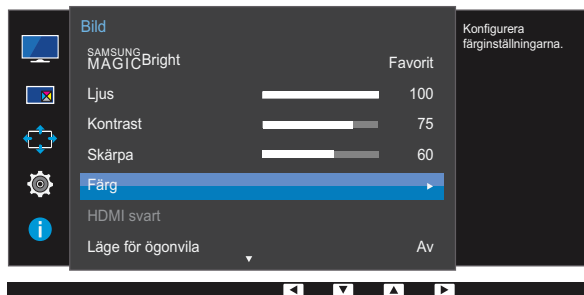 Bild
SAMSUNG
MAGICBright Favorit
Ljus 100
Kontrast 75
Skärpa 60
Färg
HDMI svart
Läge för ögonvila Av
Konfigurera
färginställningarna.